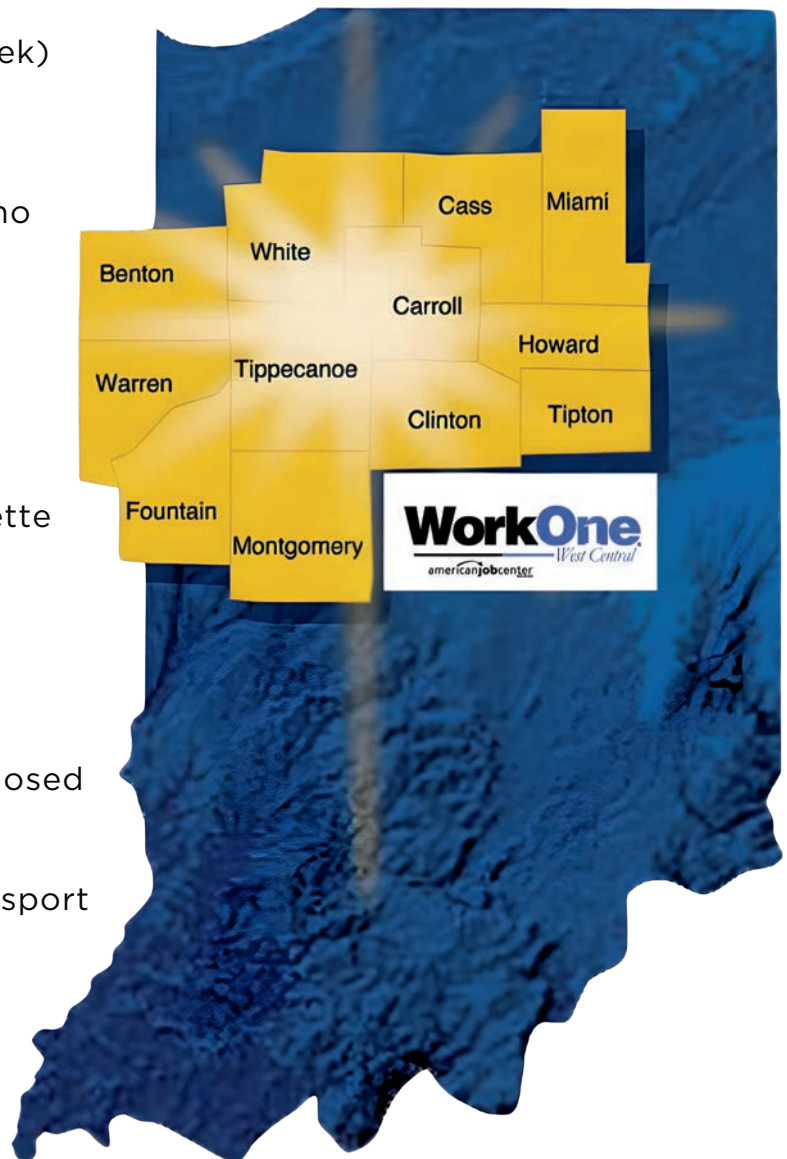 ek)
no
Cass
Miami
White
Benton
Carroll
Howard
Tippecanoe
Warren
Tipton
Clinton
ette
Fountain
WorkOne
Montgomery
West Central
americanjobcenter
osed
sport